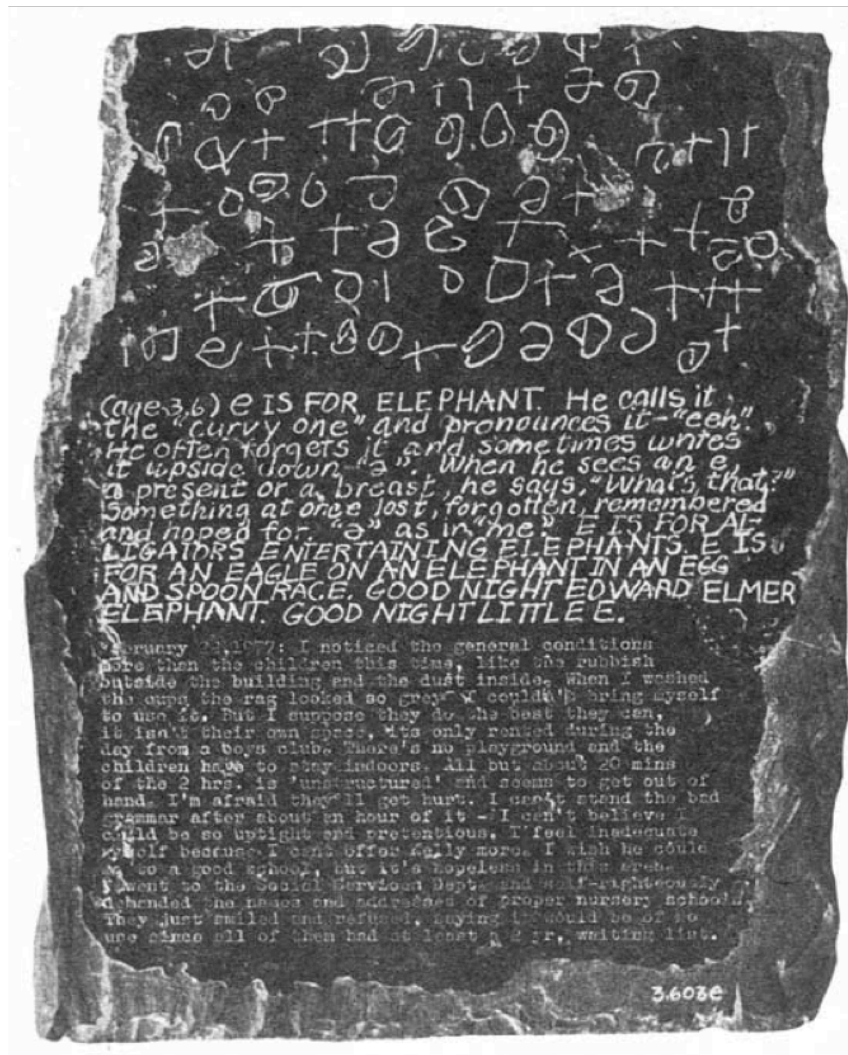 (age 3.6) e IS FOR ELEPHANT. He calls it
the "curvy one" and pronounces it-"eeh".
He often forgets it and sometimes writes
it upside down-"ə". When he sees an e,
a present or a breast, he says, "What's that?"
Something at once lost, forgotten, remembered
and hoped for. "ə" as in "me". E IS FOR AL-
LIGATORS ENTERTAINING ELEPHANTS. E IS
FOR AN EAGLE ON AN ELEPHANT IN AN EGG
AND SPOON RACE. GOOD NIGHT EDWARD ELMER
ELEPHANT. GOOD NIGHT LITTLE E.
February 1977: I noticed the general conditions
more than the children this time, like the rubbish
outside the building and the dust inside. When I washed
the cups the rag looked so grey I couldn't bring myself
to use it. But I suppose they do the best they can,
it isn't their own space, its only rented during the
day from a boys club. There's no playground and the
children have to stay indoors. All but about 20 mins
of the 2 hrs. is 'unstructured' and seems to get out of
hand. I'm afraid they'll get hurt. I can't stand the bad
grammar after about an hour of it - I can't believe I
could be so uptight and pretentious. I feel inadequate
myself because I cant offer Kelly more. I wish he could
go to a good school, but it's hopeless in this area.
I went to the Social Services Dept. and self-righteously
demanded the names and addresses of proper nursery schools.
They just smiled and refused, saying it would be of no
use since all of them had at least a 2 yr. waiting list.
3.603e